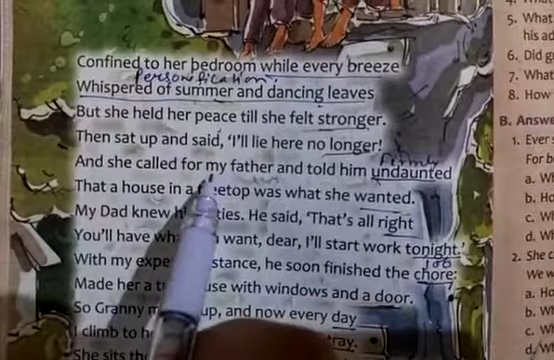 Confined to her bedroom while every breeze
Personification.
Whispered of summer and dancing leaves
But she held her peace till she felt stronger.
Then sat up and said, 'I'll lie here no longer!
Firmly
And she called for my father and told him undaunted
That a house in a treetop was what she wanted.
My Dad knew ties. He said, 'That's all right
You'll have want, dear, I'll start work tonight.'
Job
With my stance, he soon finished the chore:
Made her a with windows and a door.
So Granny up, and now every day
I climb to tray.
She sits
5. What
his ad
6. Did
7. What
8. How
B. Answe
1. Ever
For b
a.
b.
c. W
d.
2. She
We w
a.
b.
c.
d.